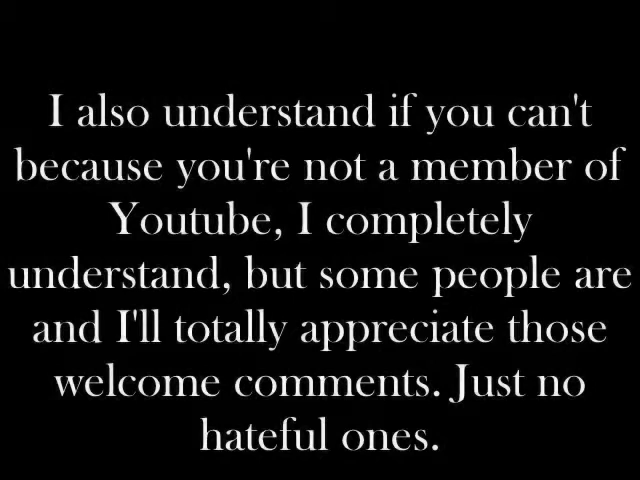 I also understand if you can't
because you're not a member of
Youtube, I completely
understand, but some people are
and I'll totally appreciate those
welcome comments. Just no
hateful ones.